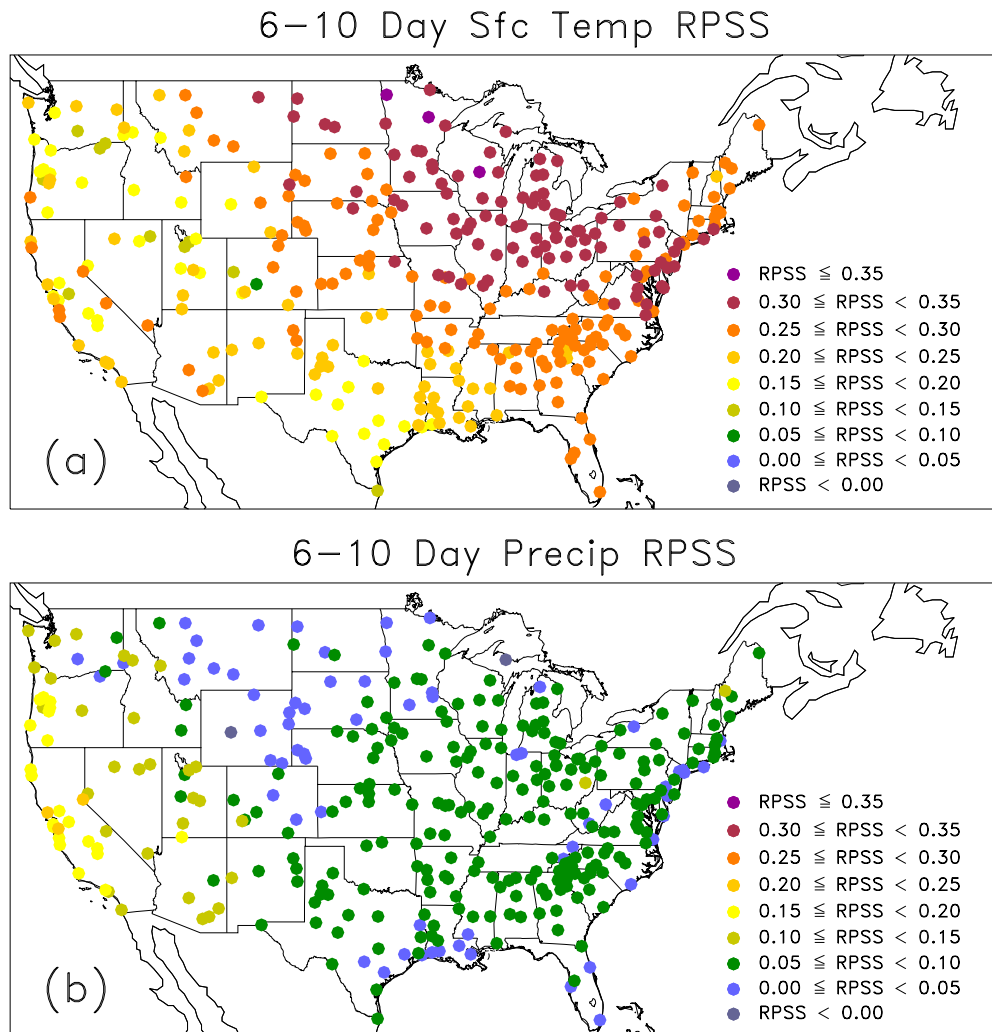 6-10 Day Sfc Temp RPSS
RPSS ≦ 0.35
0.30 ≦ RPSS < 0.35
0.25 ≦ RPSS < 0.30
0.20 ≦ RPSS < 0.25
0.15 ≦ RPSS < 0.20
0.10 ≦ RPSS < 0.15
0.05 ≦ RPSS < 0.10
0.00 ≦ RPSS < 0.05
RPSS < 0.00
(a)
6-10 Day Precip RPSS
RPSS ≦ 0.35
0.30 ≦ RPSS < 0.35
0.25 ≦ RPSS < 0.30
0.20 ≦ RPSS < 0.25
0.15 ≦ RPSS < 0.20
0.10 ≦ RPSS < 0.15
0.05 ≦ RPSS < 0.10
0.00 ≦ RPSS < 0.05
RPSS < 0.00
(b)